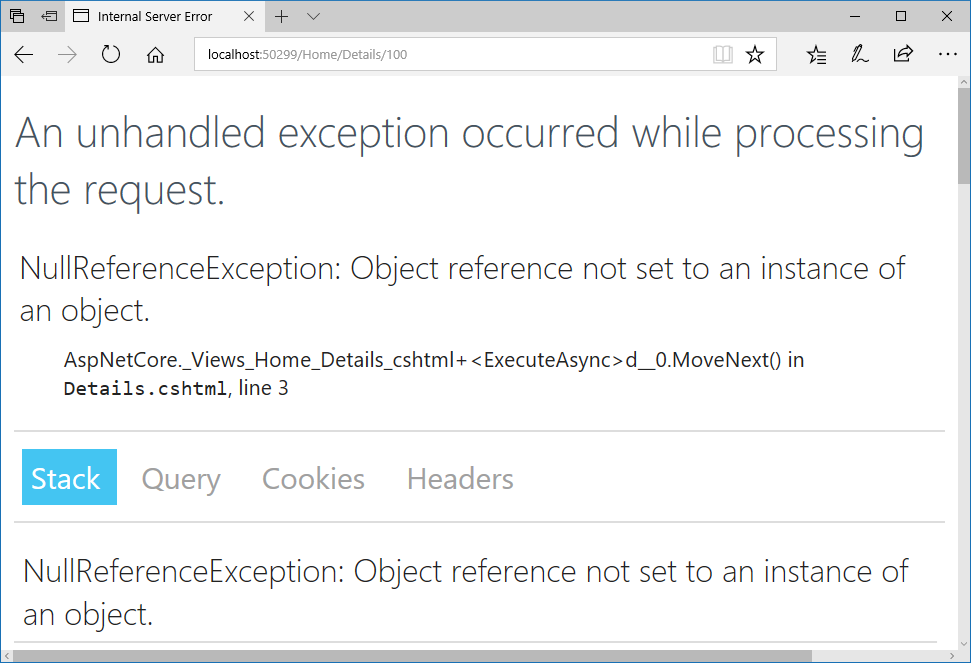 Internal Server Error
localhost:50299/Home/Details/100
An unhandled exception occurred while processing
the request.
NullReferenceException: Object reference not set to an instance of
an object.
AspNetCore._Views_Home_Details_cshtml+<ExecuteAsync>d__0.MoveNext() in
Details.cshtml, line 3
Stack Query Cookies Headers
NullReferenceException: Object reference not set to an instance of
an object.